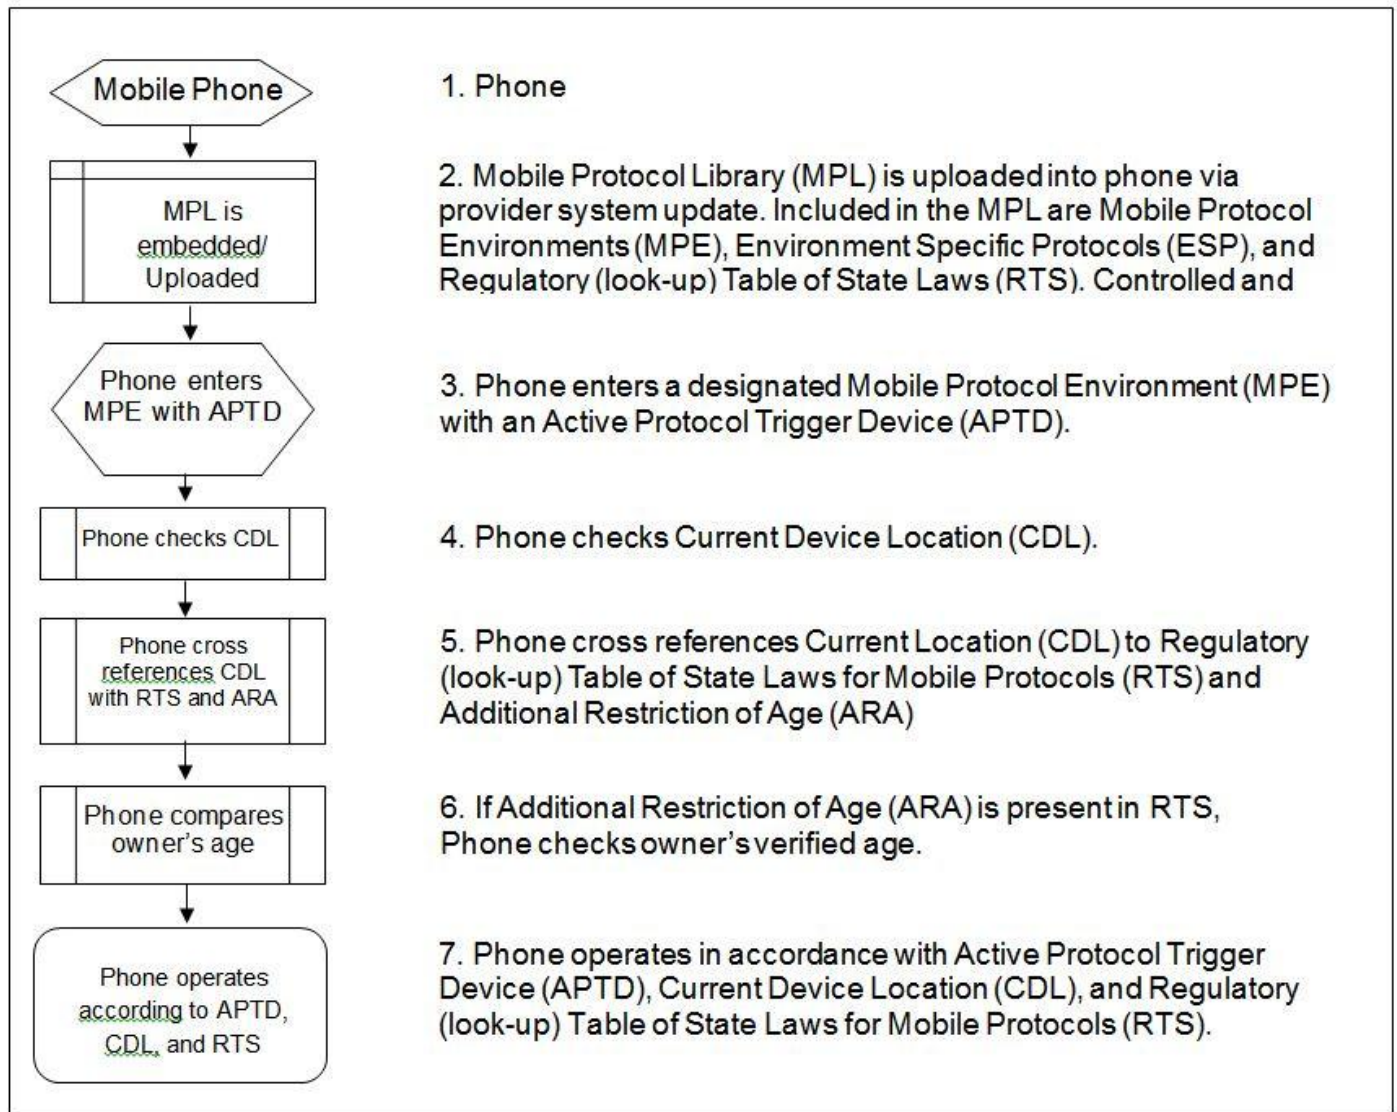 Mobile Phone
1. Phone
MPL is
embedded/
Uploaded
2. Mobile Protocol Library (MPL) is uploaded into phone via
provider system update. Included in the MPL are Mobile Protocol
Environments (MPE), Environment Specific Protocols (ESP), and
Regulatory (look-up) Table of State Laws (RTS). Controlled and
Phone enters
MPE with APTD
3. Phone enters a designated Mobile Protocol Environment (MPE)
with an Active Protocol Trigger Device (APTD).
Phone checks CDL
4. Phone checks Current Device Location (CDL).
Phone cross
references CDL
with RTS and ARA
5. Phone cross references Current Location (CDL) to Regulatory
(look-up) Table of State Laws for Mobile Protocols (RTS) and
Additional Restriction of Age (ARA)
Phone compares
owner's age
6. If Additional Restriction of Age (ARA) is present in RTS,
Phone checks owner's verified age.
Phone operates
according to APTD,
CDL, and RTS
7. Phone operates in accordance with Active Protocol Trigger
Device (APTD), Current Device Location (CDL), and Regulatory
(look-up) Table of State Laws for Mobile Protocols (RTS).